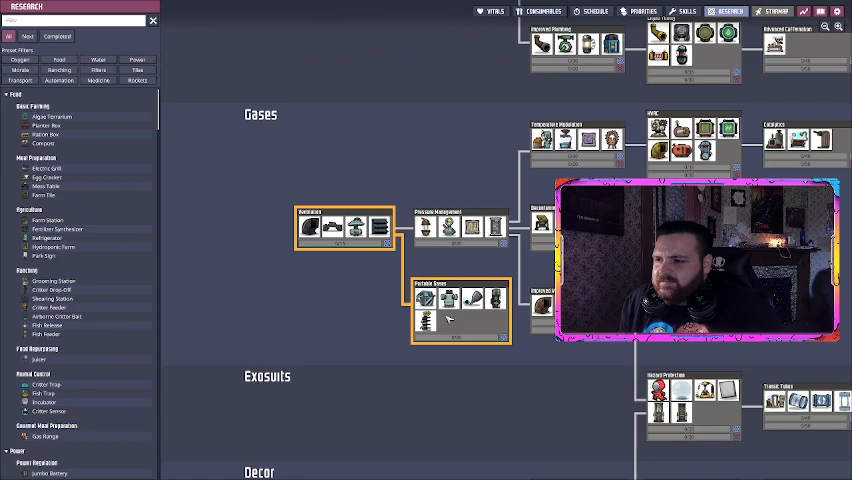 RESEARCH
VITALS
CONSUMABLES
SCHEDULE
PRIORITIES
SKILLS
RESEARCH
STARMAP
All
Next
Completed
Preset Filters
Oxygen
Food
Water
Power
Morale
Ranching
Filters
Tiles
Transport
Automation
Medicine
Rockets
Food
Basic Farming
Algae Terrarium
Planter Box
Ration Box
Compost
Meal Preparation
Electric Grill
Egg Cracker
Mess Table
Farm Tile
Agriculture
Farm Station
Fertilizer Synthesizer
Refrigerator
Hydroponic Farm
Park Sign
Ranching
Grooming Station
Critter Drop-Off
Shearing Station
Critter Feeder
Airborne Critter Bait
Fish Release
Fish Feeder
Food Repurposing
Juicer
Animal Control
Critter Trap
Fish Trap
Incubator
Critter Sensor
Gourmet Meal Preparation
Gas Range
Power
Power Regulation
Jumbo Battery
Improved Plumbing
Liquid Tuning
Advanced Caffeination
Gases
Temperature Modulation
HVAC
Catalytics
Ventilation
Pressure Management
Portable Gases
Exosuits
Hazard Protection
Transit Tubes
Decor